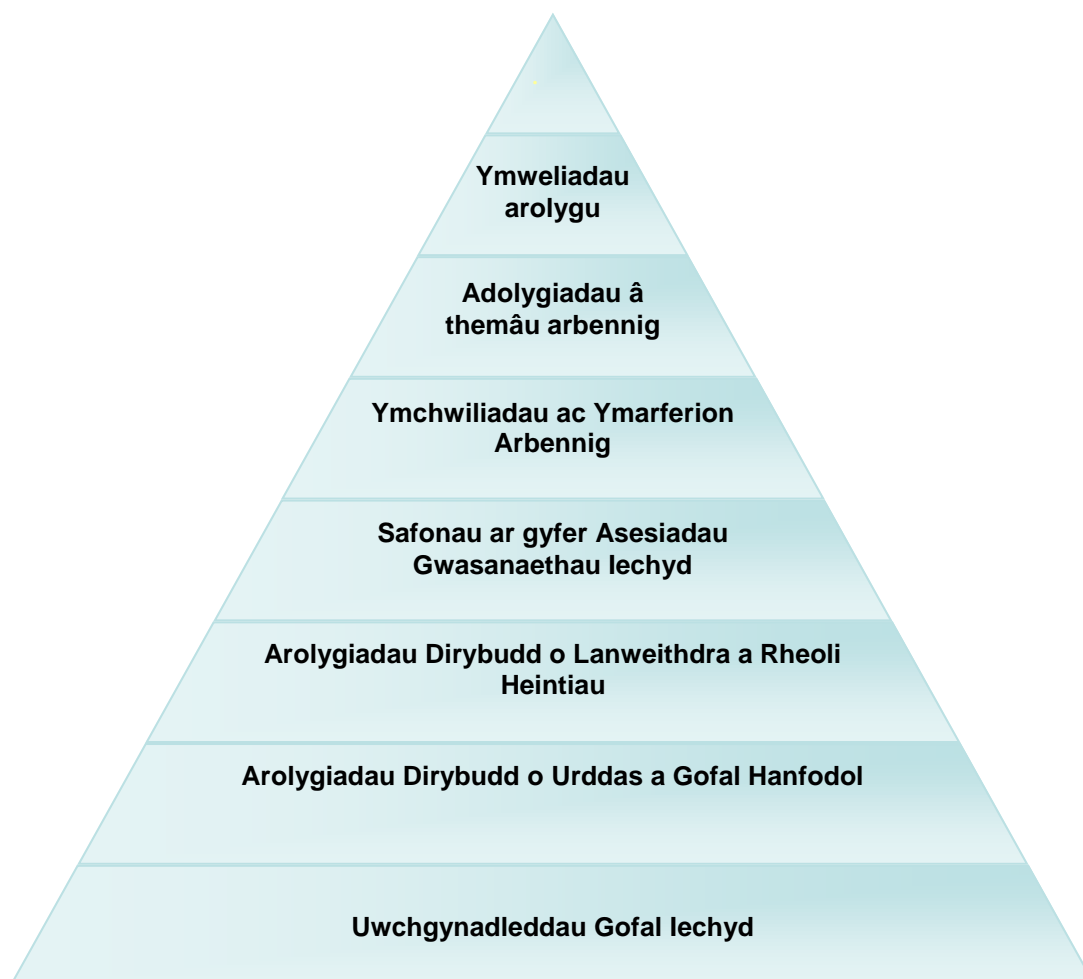 Ymweliadau
arolygu
Adolygiadau â
themâu arbennig
Ymchwiliadau ac Ymarferion
Arbennig
Safonau ar gyfer Asesiadau
Gwasanaethau Iechyd
Arolygiadau Dirybudd o Lanweithdra a Rheoli
Heintiau
Arolygiadau Dirybudd o Urddas a Gofal Hanfodol
Uwchgynadleddau Gofal Iechyd